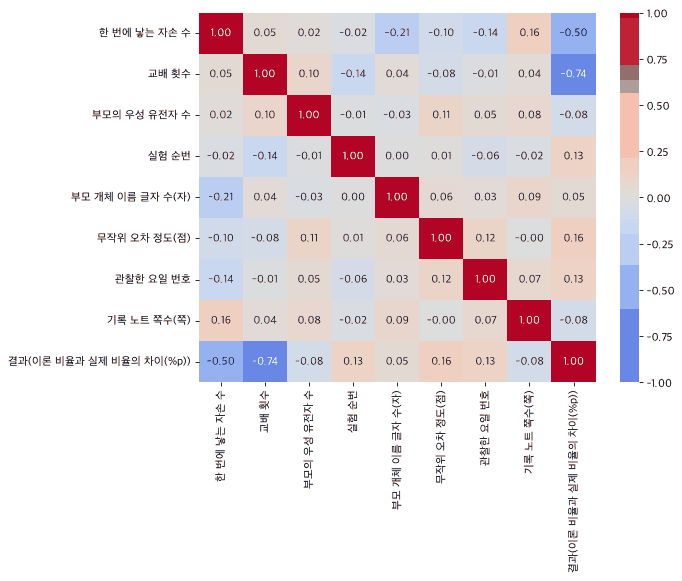 한 번에 낳는 자손 수 1.00 0.05 0.02 -0.02 -0.21 -0.10 -0.14 0.16 -0.50
교배 횟수 0.05 1.00 0.10 -0.14 0.04 -0.08 -0.01 0.04 -0.74
부모의 우성 유전자 수 0.02 0.10 1.00 -0.01 -0.03 0.11 0.05 0.08 -0.08
실험 순번 -0.02 -0.14 -0.01 1.00 0.00 0.01 -0.06 -0.02 0.13
부모 개체 이름 글자 수(자) -0.21 0.04 -0.03 0.00 1.00 0.06 0.03 0.09 0.05
무작위 오차 정도(점) -0.10 -0.08 0.11 0.01 0.06 1.00 0.12 -0.00 0.16
관찰한 요일 번호 -0.14 -0.01 0.05 -0.06 0.03 0.12 1.00 0.07 0.13
기록 노트 쪽수(쪽) 0.16 0.04 0.08 -0.02 0.09 -0.00 0.07 1.00 -0.08
결과(이론 비율과 실제 비율의 차이(%p)) -0.50 -0.74 -0.08 0.13 0.05 0.16 0.13 -0.08 1.00
한 번에 낳는 자손 수
교배 횟수
부모의 우성 유전자 수
실험 순번
부모 개체 이름 글자 수(자)
무작위 오차 정도(점)
관찰한 요일 번호
기록 노트 쪽수(쪽)
결과(이론 비율과 실제 비율의 차이(%p))
1.00
0.75
0.50
0.25
0.00
-0.25
-0.50
-0.75
-1.00